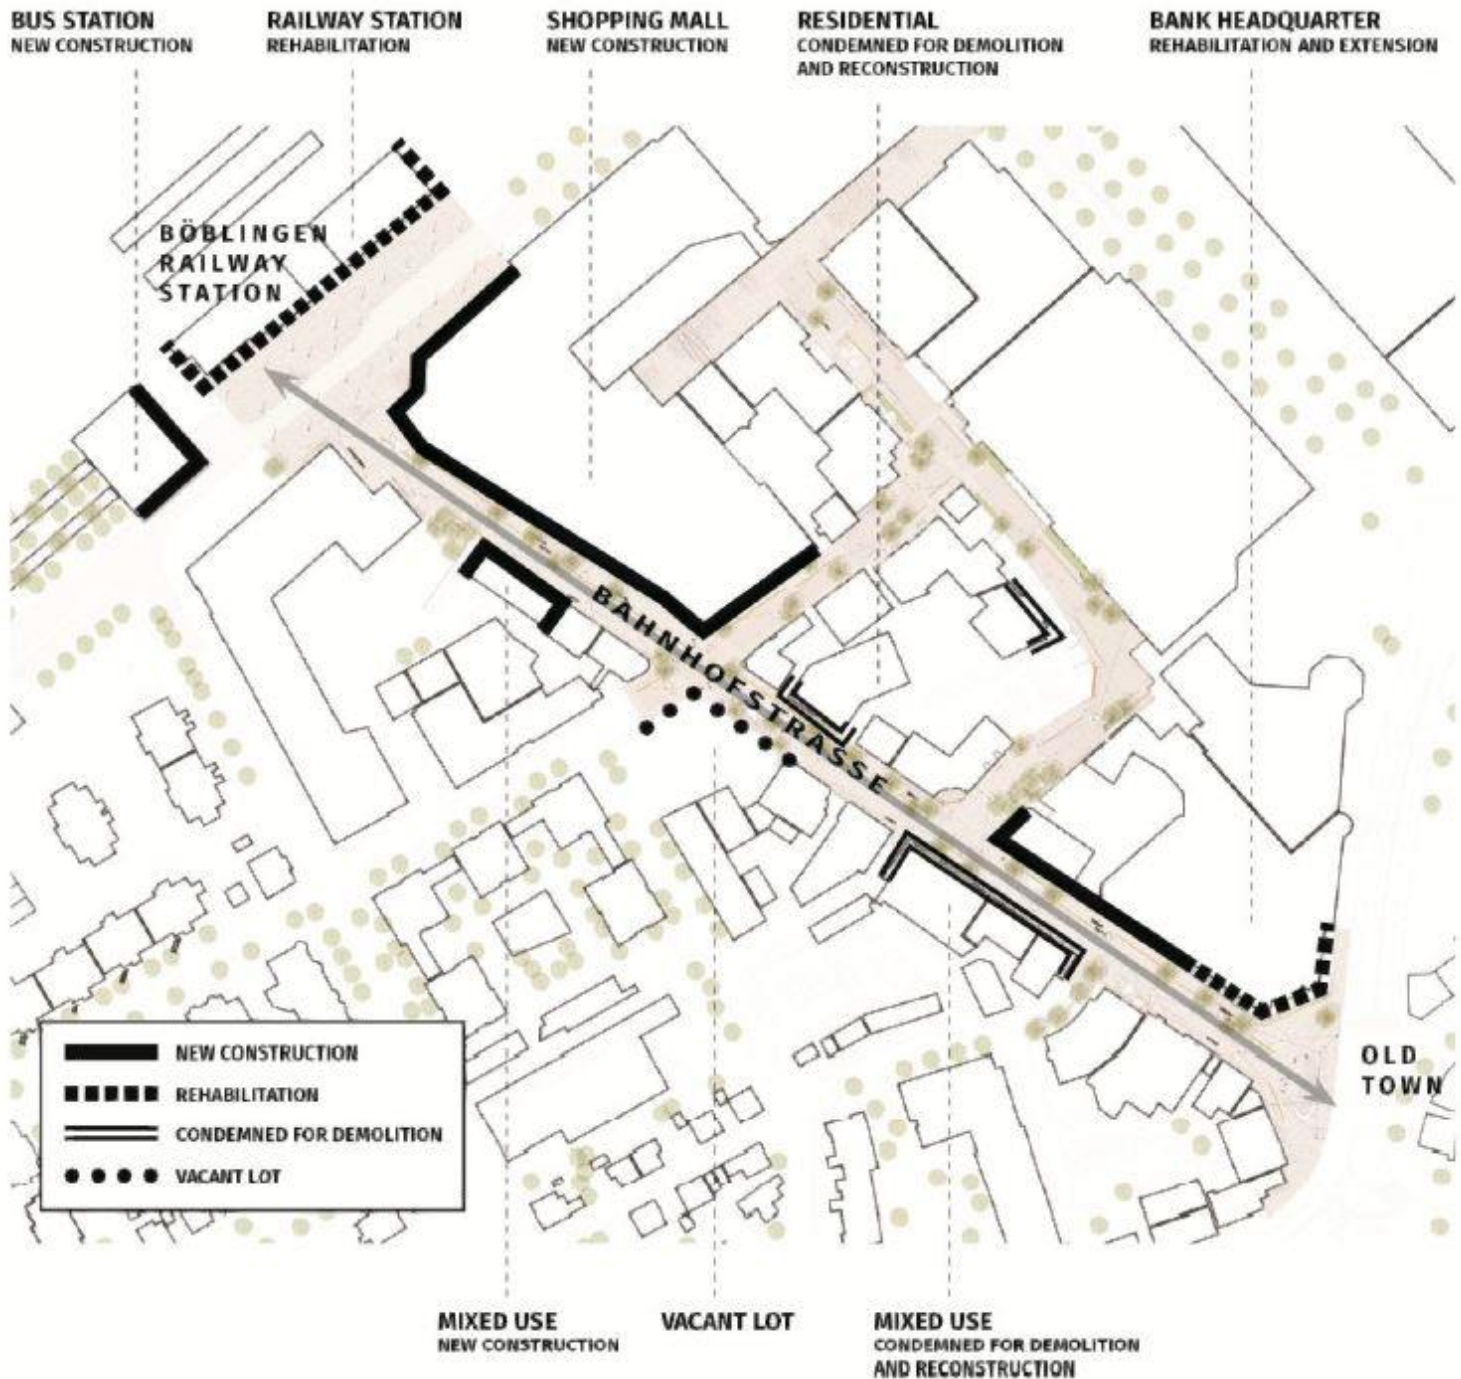 BUS STATION
NEW CONSTRUCTION
RAILWAY STATION
REHABILITATION
SHOPPING MALL
NEW CONSTRUCTION
RESIDENTIAL
CONDEMNED FOR DEMOLITION
AND RECONSTRUCTION
BANK HEADQUARTER
REHABILITATION AND EXTENSION
BÖBLINGEN
RAILWAY
STATION
BAHNHOFSTRASSE
OLD
TOWN
NEW CONSTRUCTION
REHABILITATION
CONDEMNED FOR DEMOLITION
VACANT LOT
MIXED USE
NEW CONSTRUCTION
VACANT LOT
MIXED USE
CONDEMNED FOR DEMOLITION
AND RECONSTRUCTION